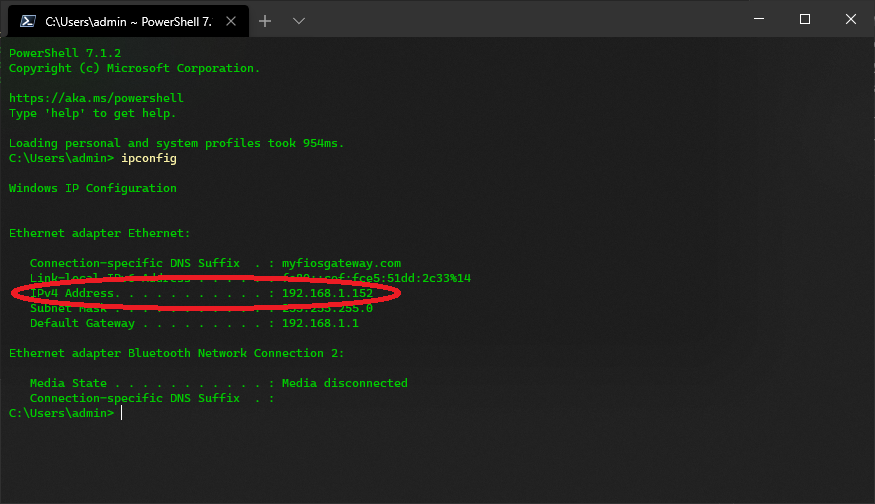 C:\Users\admin ~ PowerShell 7.
PowerShell 7.1.2
Copyright (c) Microsoft Corporation.
https://aka.ms/powershell
Type 'help' to get help.
Loading personal and system profiles took 954ms.
C:\Users\admin> ipconfig
Windows IP Configuration
Ethernet adapter Ethernet:
Connection-specific DNS Suffix  . : myfiosgateway.com
Link-local IPv6 Address . . . . . : fe80::cef:fce5:51dd:2c33%14
IPv4 Address. . . . . . . . . . . : 192.168.1.152
Subnet Mask . . . . . . . . . . . : 255.255.255.0
Default Gateway . . . . . . . . . : 192.168.1.1
Ethernet adapter Bluetooth Network Connection 2:
Media State . . . . . . . . . . . : Media disconnected
Connection-specific DNS Suffix  . :
C:\Users\admin>